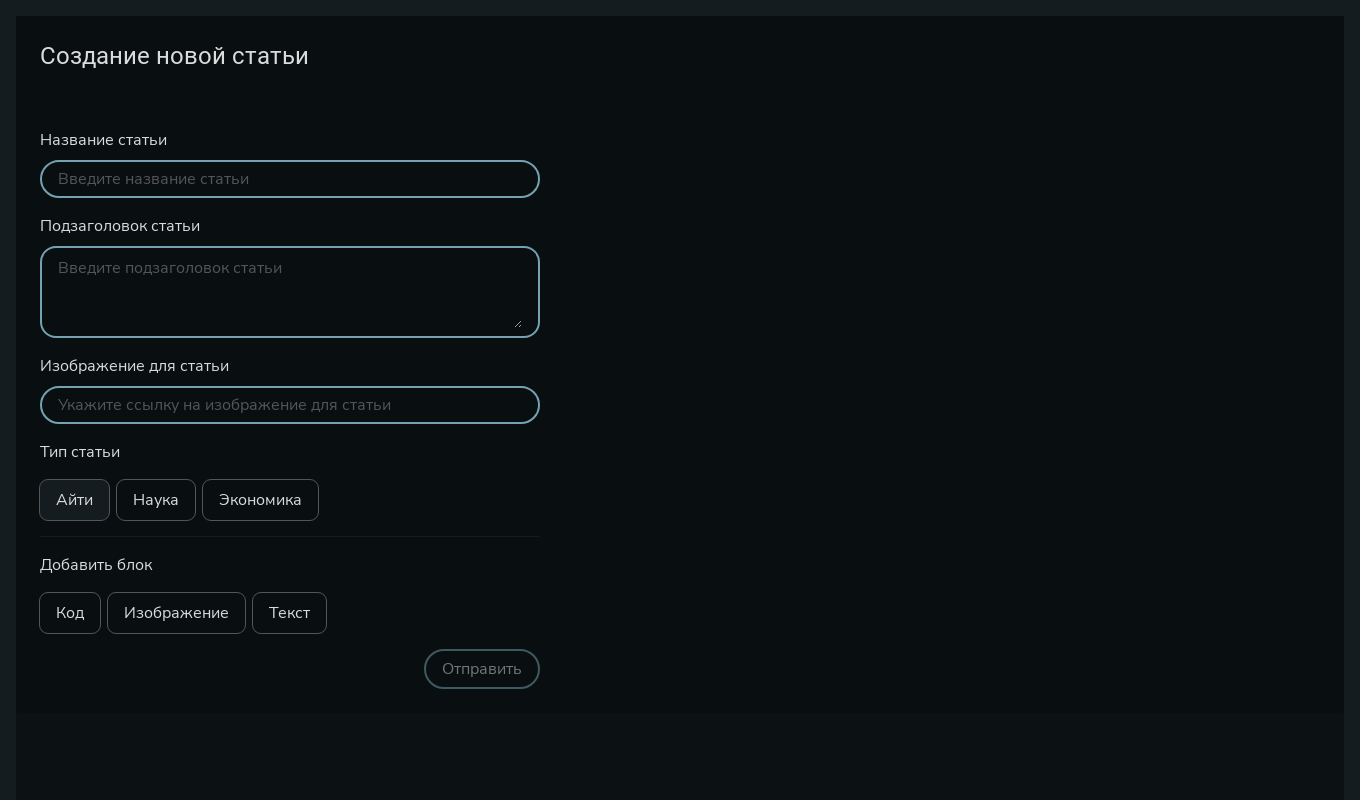 Создание новой статьи
Название статьи
Введите название статьи
Подзаголовок статьи
Введите подзаголовок статьи
Изображение для статьи
Укажите ссылку на изображение для статьи
Тип статьи
Айти Наука Экономика
Добавить блок
Код Изображение Текст
Отправить